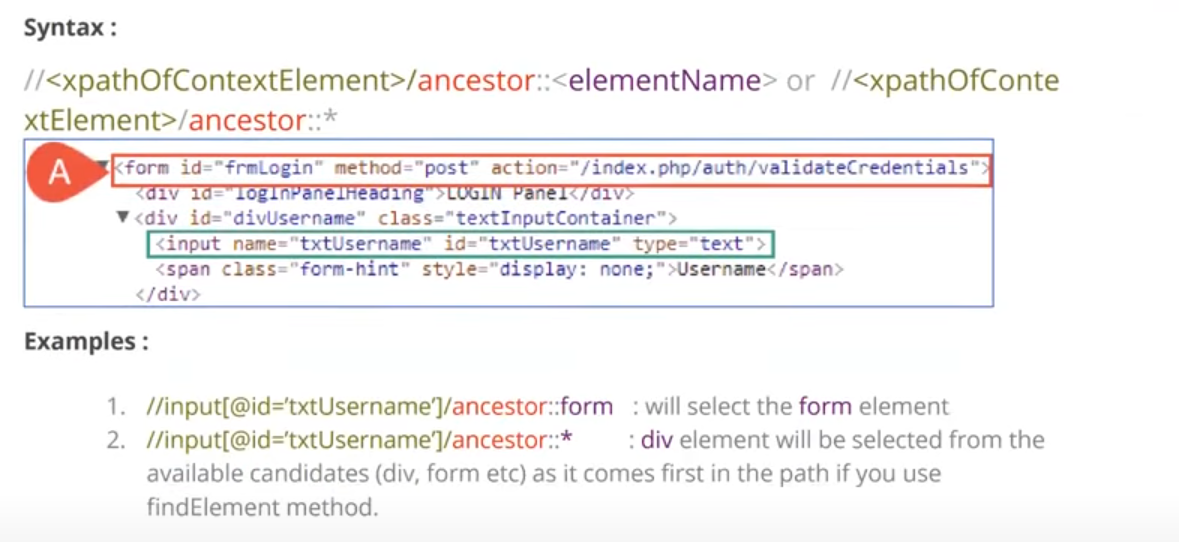 Syntax :
//<xpathOfContextElement>/ancestor::<elementName> or //<xpathOfConte
xtElement>/ancestor::*
A
<form id="frmLogin" method="post" action="/index.php/auth/validateCredentials">
<div id="logInPanelHeading">LOGIN Panel</div>
▼<div id="divUsername" class="textInputContainer">
<input name="txtUsername" id="txtUsername" type="text">
<span class="form-hint" style="display: none;">Username</span>
</div>
Examples :
1. //input[@id=‘txtUsername’]/ancestor::form : will select the form element
2. //input[@id=‘txtUsername’]/ancestor::* : div element will be selected from the
available candidates (div, form etc) as it comes first in the path if you use
findElement method.